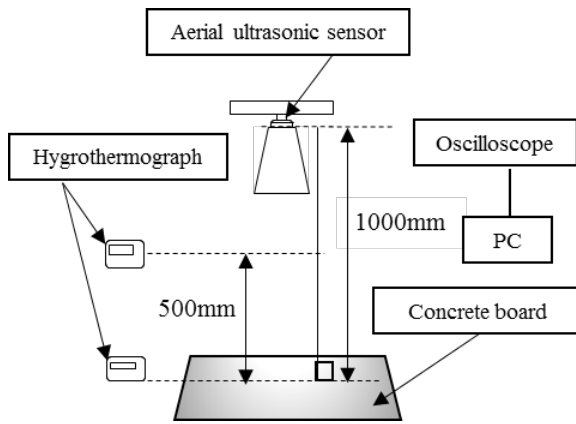 Aerial ultrasonic sensor
Oscilloscope
Hygrothermograph
1000mm
PC
500mm
Concrete board